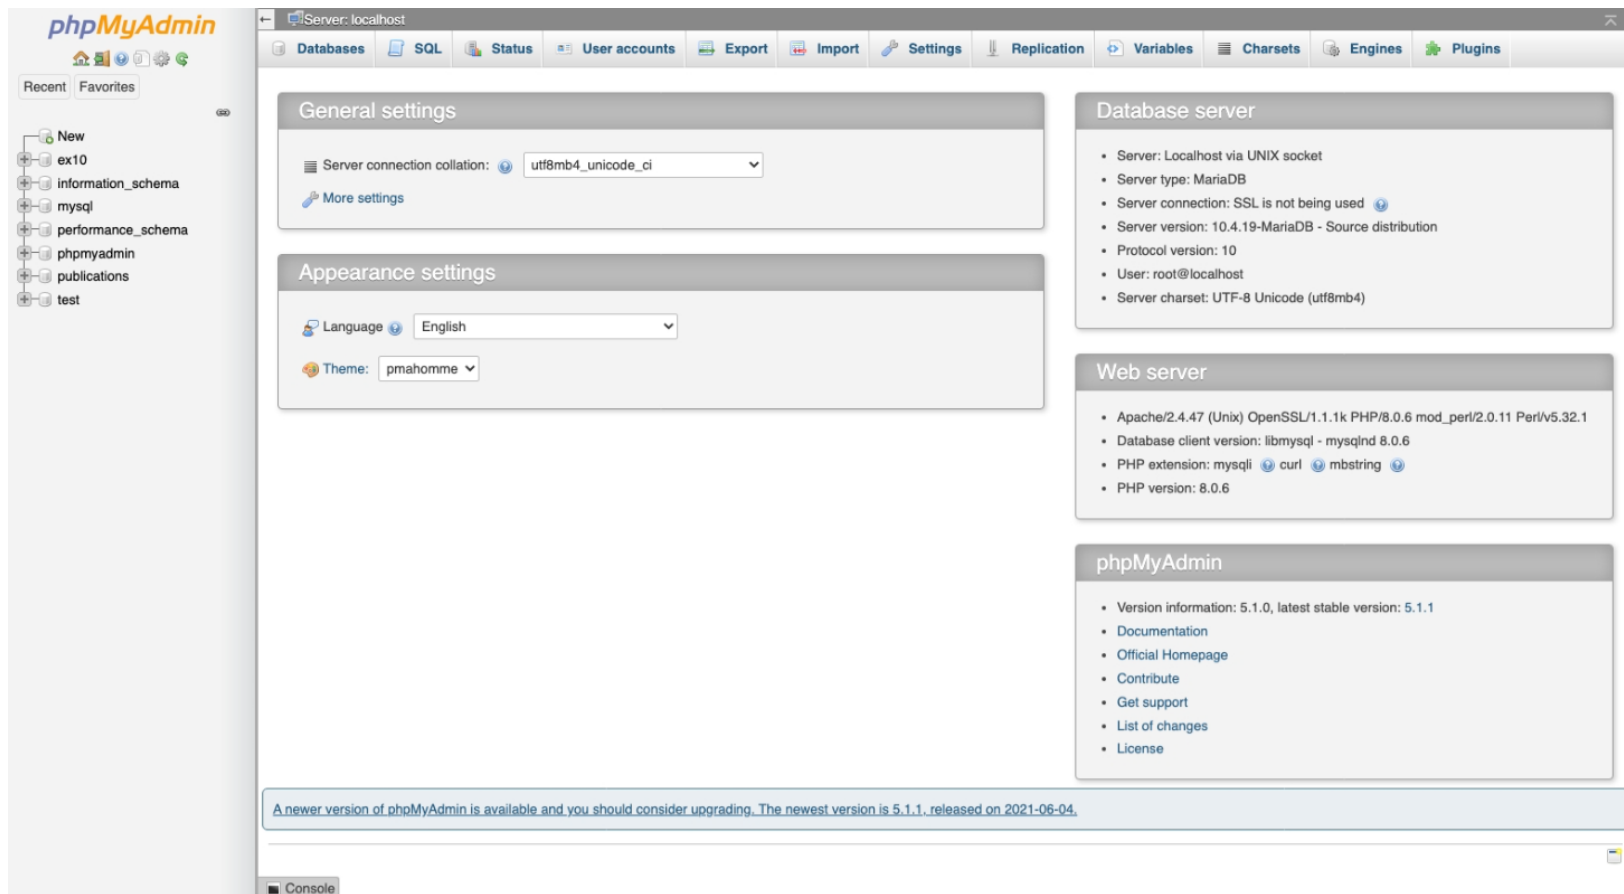 phpMyAdmin
Recent Favorites
New
ex10
information_schema
mysql
performance_schema
phpmyadmin
publications
test
Server: localhost
Databases SQL Status User accounts Export Import Settings Replication Variables Charsets Engines Plugins
General settings
Server connection collation: utf8mb4_unicode_ci
More settings
Appearance settings
Language English
Theme: pmahomme
Database server
Server: Localhost via UNIX socket
Server type: MariaDB
Server connection: SSL is not being used
Server version: 10.4.19-MariaDB - Source distribution
Protocol version: 10
User: root@localhost
Server charset: UTF-8 Unicode (utf8mb4)
Web server
Apache/2.4.47 (Unix) OpenSSL/1.1.1k PHP/8.0.6 mod_perl/2.0.11 Perl/v5.32.1
Database client version: libmysql - mysqlnd 8.0.6
PHP extension: mysqli curl mbstring
PHP version: 8.0.6
phpMyAdmin
Version information: 5.1.0, latest stable version: 5.1.1
Documentation
Official Homepage
Contribute
Get support
List of changes
License
A newer version of phpMyAdmin is available and you should consider upgrading. The newest version is 5.1.1, released on 2021-06-04.
Console